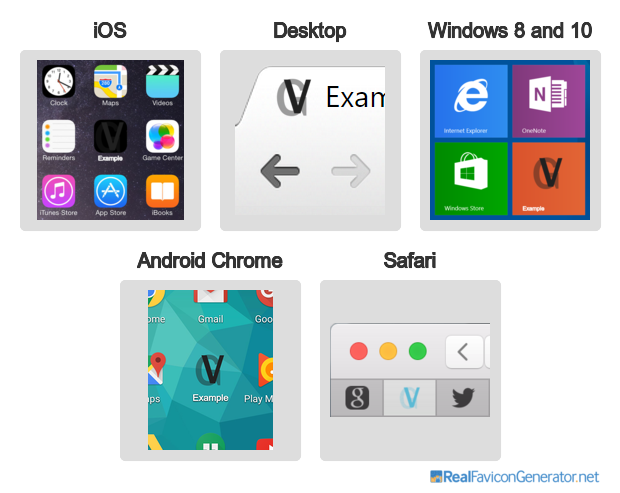 iOS
Desktop
Windows 8 and 10
Clock
Maps
Videos
Reminders
Example
Game Center
iTunes Store
App Store
iBooks
Exam
Internet Explorer
OneNote
Windows Store
Example
Android Chrome
Safari
ome
Gmail
Goo
aps
Example
Play M
RealFaviconGenerator.net